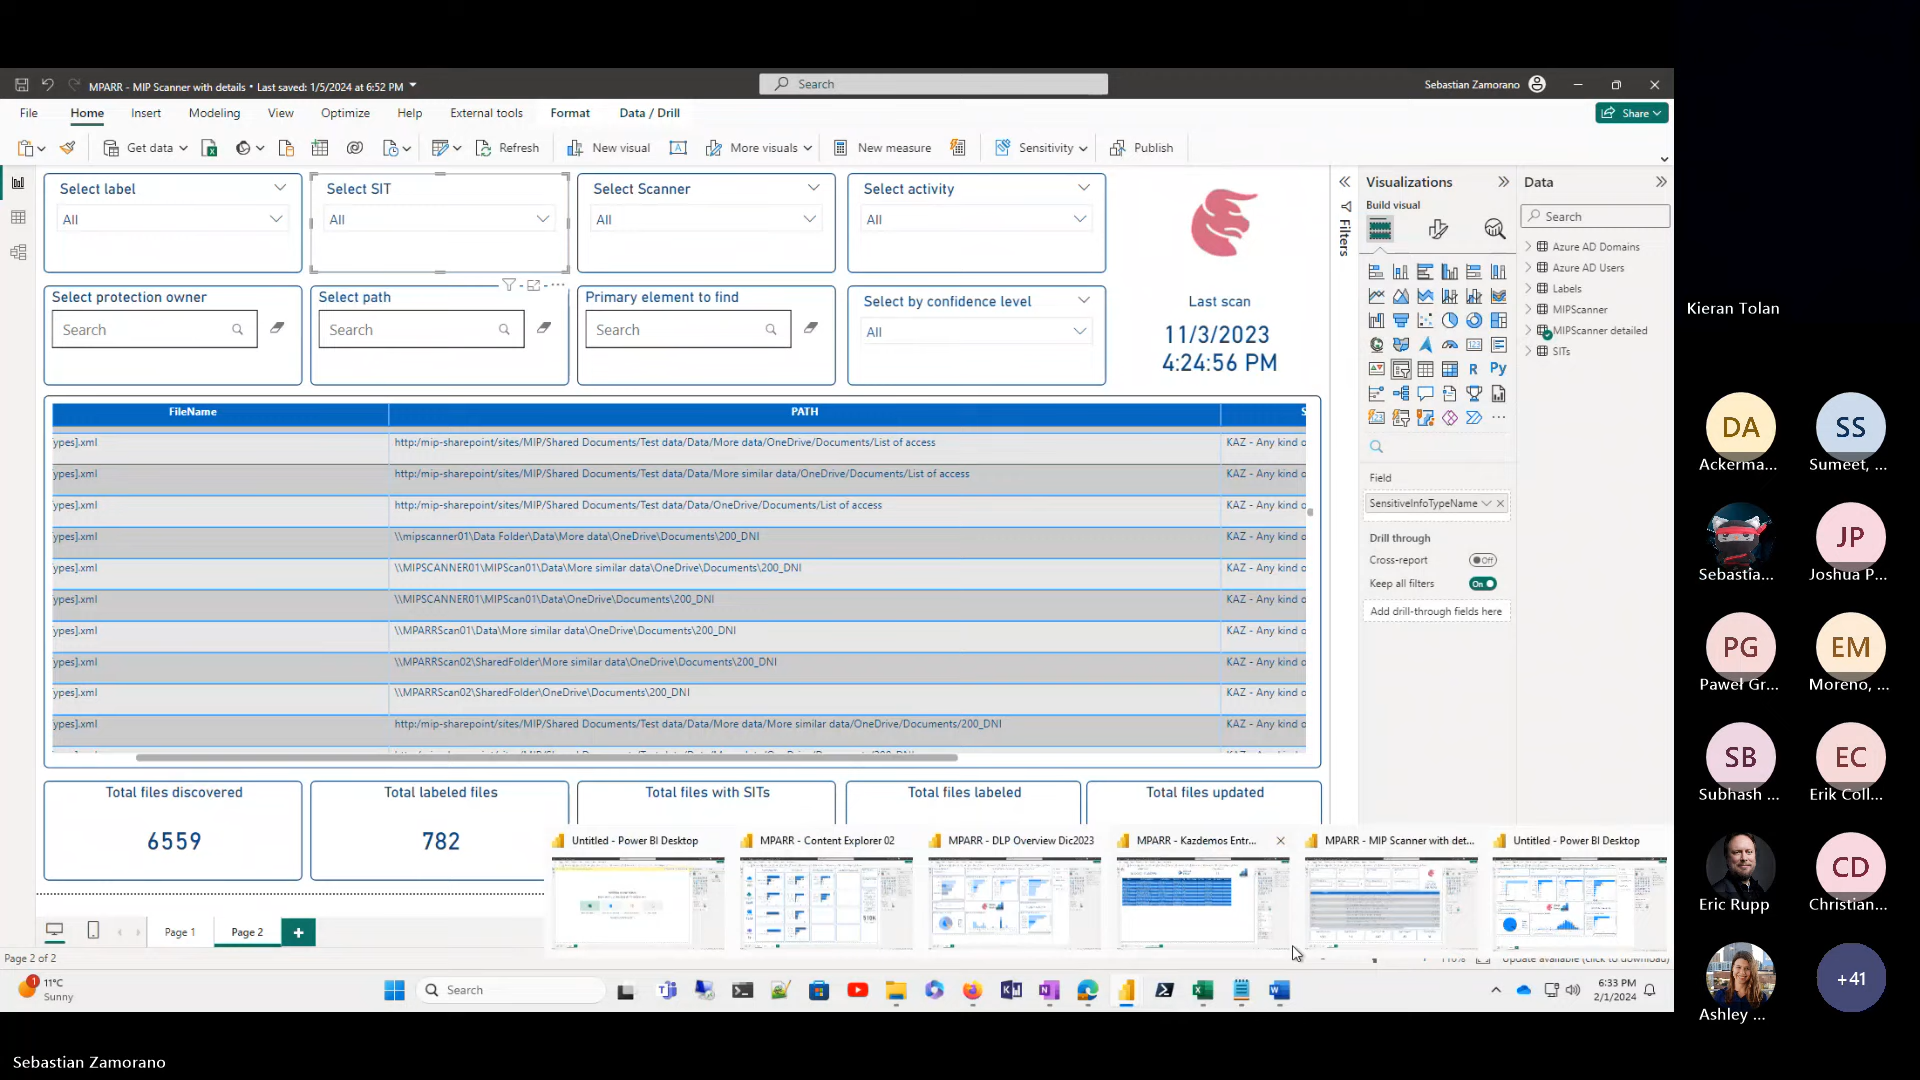 MPARR - MIP Scanner with details • Last saved: 1/5/2024 at 6:52 PM
Search
Sebastian Zamorano
File Home Insert Modeling View Optimize Help External tools Format Data / Drill
Share
Get data
Refresh
New visual
More visuals
New measure
Sensitivity
Publish
Select label
All
Select SIT
All
Select Scanner
All
Select activity
All
Select protection owner
Search
Select path
Search
Primary element to find
Search
Select by confidence level
All
Last scan
11/3/2023
4:24:56 PM
FileName PATH S
ypes].xml http:/mip-sharepoint/sites/MIP/Shared Documents/Test data/Data/More data/OneDrive/Documents/List of access KAZ - Any kind o
ypes].xml http:/mip-sharepoint/sites/MIP/Shared Documents/Test data/Data/More similar data/OneDrive/Documents/List of access KAZ - Any kind o
ypes].xml http:/mip-sharepoint/sites/MIP/Shared Documents/Test data/Data/OneDrive/Documents/List of access KAZ - Any kind o
ypes].xml \\mipscanner01\Data Folder\Data\More data\OneDrive\Documents\200_DNI KAZ - Any kind o
ypes].xml \\MIPSCANNER01\MIPScan01\Data\More similar data\OneDrive\Documents\200_DNI KAZ - Any kind o
ypes].xml \\MIPSCANNER01\MIPScan01\Data\OneDrive\Documents\200_DNI KAZ - Any kind o
ypes].xml \\MPARRScan01\Data\More similar data\OneDrive\Documents\200_DNI KAZ - Any kind o
ypes].xml \\MPARRScan02\SharedFolder\More similar data\OneDrive\Documents\200_DNI KAZ - Any kind o
ypes].xml \\MPARRScan02\SharedFolder\OneDrive\Documents\200_DNI KAZ - Any kind o
ypes].xml http:/mip-sharepoint/sites/MIP/Shared Documents/Test data/Data/More data/More similar data/OneDrive/Documents/200_DNI KAZ - Any kind o
Total files discovered
6559
Total labeled files
782
Total files with SITs
Total files labeled
Total files updated
Filters
Visualizations
Build visual
R Py
Field
SensitiveInfoTypeName
Drill through
Cross-report Off
Keep all filters On
Add drill-through fields here
Data
Search
Azure AD Domains
Azure AD Users
Labels
MIPScanner
MIPScanner detailed
SITs
Untitled - Power BI Desktop
MPARR - Content Explorer 02
MPARR - DLP Overview Dic2023
MPARR - Kazdemos Entr...
MPARR - MIP Scanner with det...
Untitled - Power BI Desktop
Page 1
Page 2
Page 2 of 2
110%
Update available (click to download)
1
11°C
Sunny
Search
6:33 PM
2/1/2024
Sebastian Zamorano
Kieran Tolan
DA
Ackerma...
SS
Sumeet, ...
Sebastia...
JP
Joshua P...
PG
Paweł Gr...
EM
Moreno, ...
SB
Subhash ...
EC
Erik Coll...
Eric Rupp
CD
Christian...
Ashley ...
+41